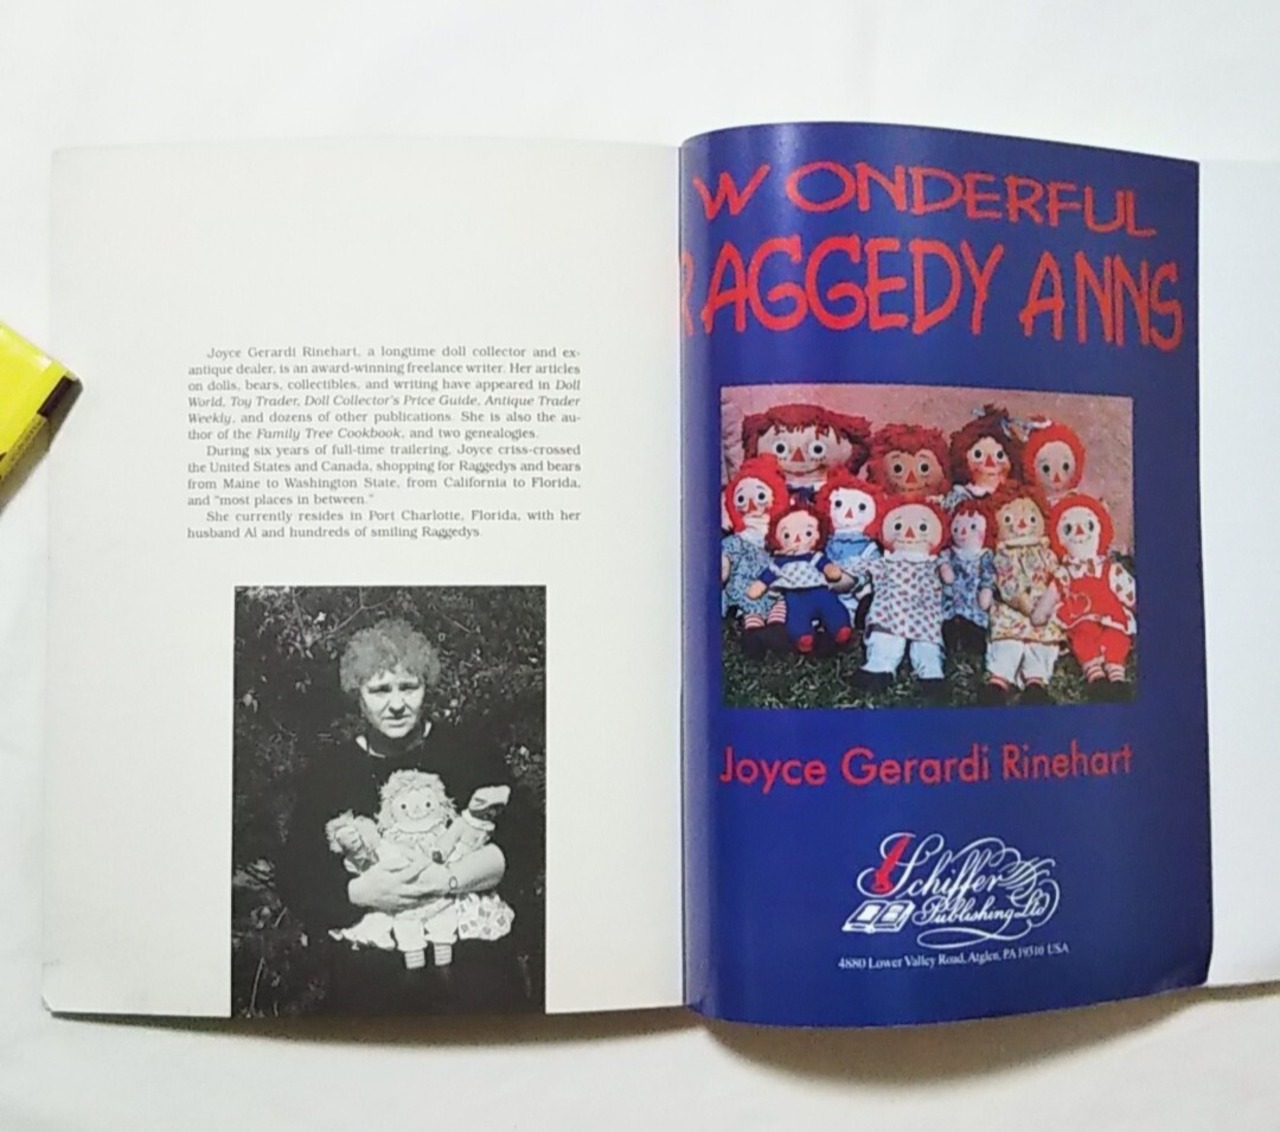 Joyce Gerardi Rinehart, a longtime doll collector and ex-
antique dealer, is an award-winning freelance writer. Her articles
on dolls, bears, collectibles, and writing have appeared in Doll
World, Toy Trader, Doll Collector's Price Guide, Antique Trader
Weekly, and dozens of other publications. She is also the au-
thor of the Family Tree Cookbook, and two genealogies.
During six years of full-time trailering, Joyce criss-crossed
the United States and Canada, shopping for Raggedys and bears
from Maine to Washington State, from California to Florida,
and "most places in between."
She currently resides in Port Charlotte, Florida, with her
husband Al and hundreds of smiling Raggedys.
WONDERFUL
RAGGEDY ANNS
Joyce Gerardi Rinehart
Schiffer
Publishing Ltd
4880 Lower Valley Road, Atglen, PA 19310 USA